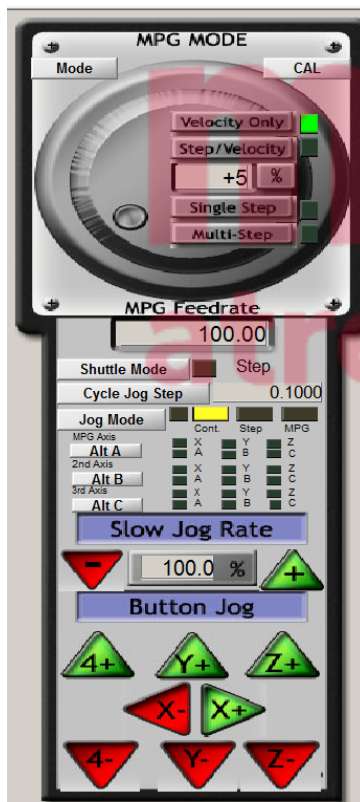 MPG MODE
Mode CAL
Velocity Only
Step/Velocity
+5 %
Single Step
Multi-Step
MPG Feedrate
100.00
Shuttle Mode Step
Cycle Jog Step 0.1000
Jog Mode
Cont. Step MPG
MPG Axis
Alt A
X Y Z
A B C
2nd Axis
Alt B
X Y Z
A B C
3rd Axis
Alt C
X Y Z
A B C
Slow Jog Rate
- 100.0 % +
Button Jog
4+ Y+ Z+
X- X+
4- Y- Z-